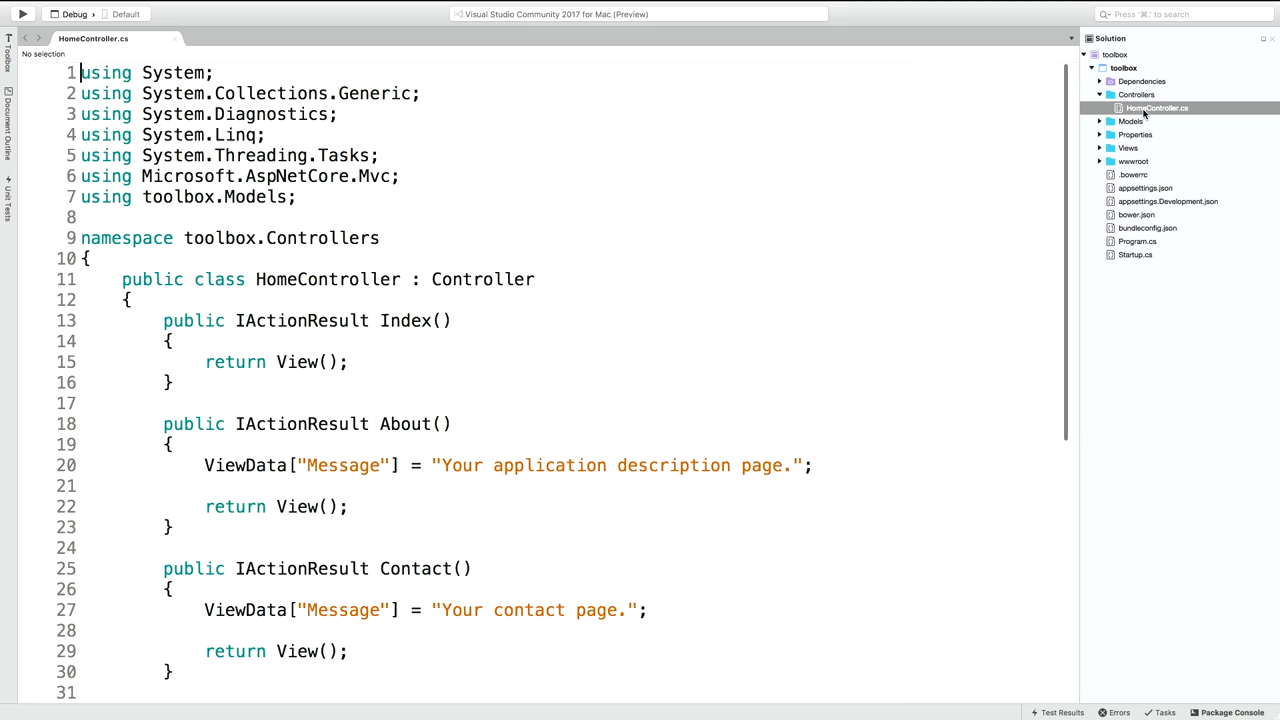 Debug
Default
Visual Studio Community 2017 for Mac (Preview)
Press '⌘.' to search
HomeController.cs
No selection
Toolbox
Document Outline
Unit Tests
1 using System;
2 using System.Collections.Generic;
3 using System.Diagnostics;
4 using System.Linq;
5 using System.Threading.Tasks;
6 using Microsoft.AspNetCore.Mvc;
7 using toolbox.Models;
8
9 namespace toolbox.Controllers
10 {
11     public class HomeController : Controller
12     {
13         public IActionResult Index()
14         {
15             return View();
16         }
17
18         public IActionResult About()
19         {
20             ViewData["Message"] = "Your application description page.";
21
22             return View();
23         }
24
25         public IActionResult Contact()
26         {
27             ViewData["Message"] = "Your contact page.";
28
29             return View();
30         }
31
Solution
toolbox
toolbox
Dependencies
Controllers
HomeController.cs
Models
Properties
Views
wwwroot
.bowerrc
appsettings.json
appsettings.Development.json
bower.json
bundleconfig.json
Program.cs
Startup.cs
Test Results
Errors
Tasks
Package Console